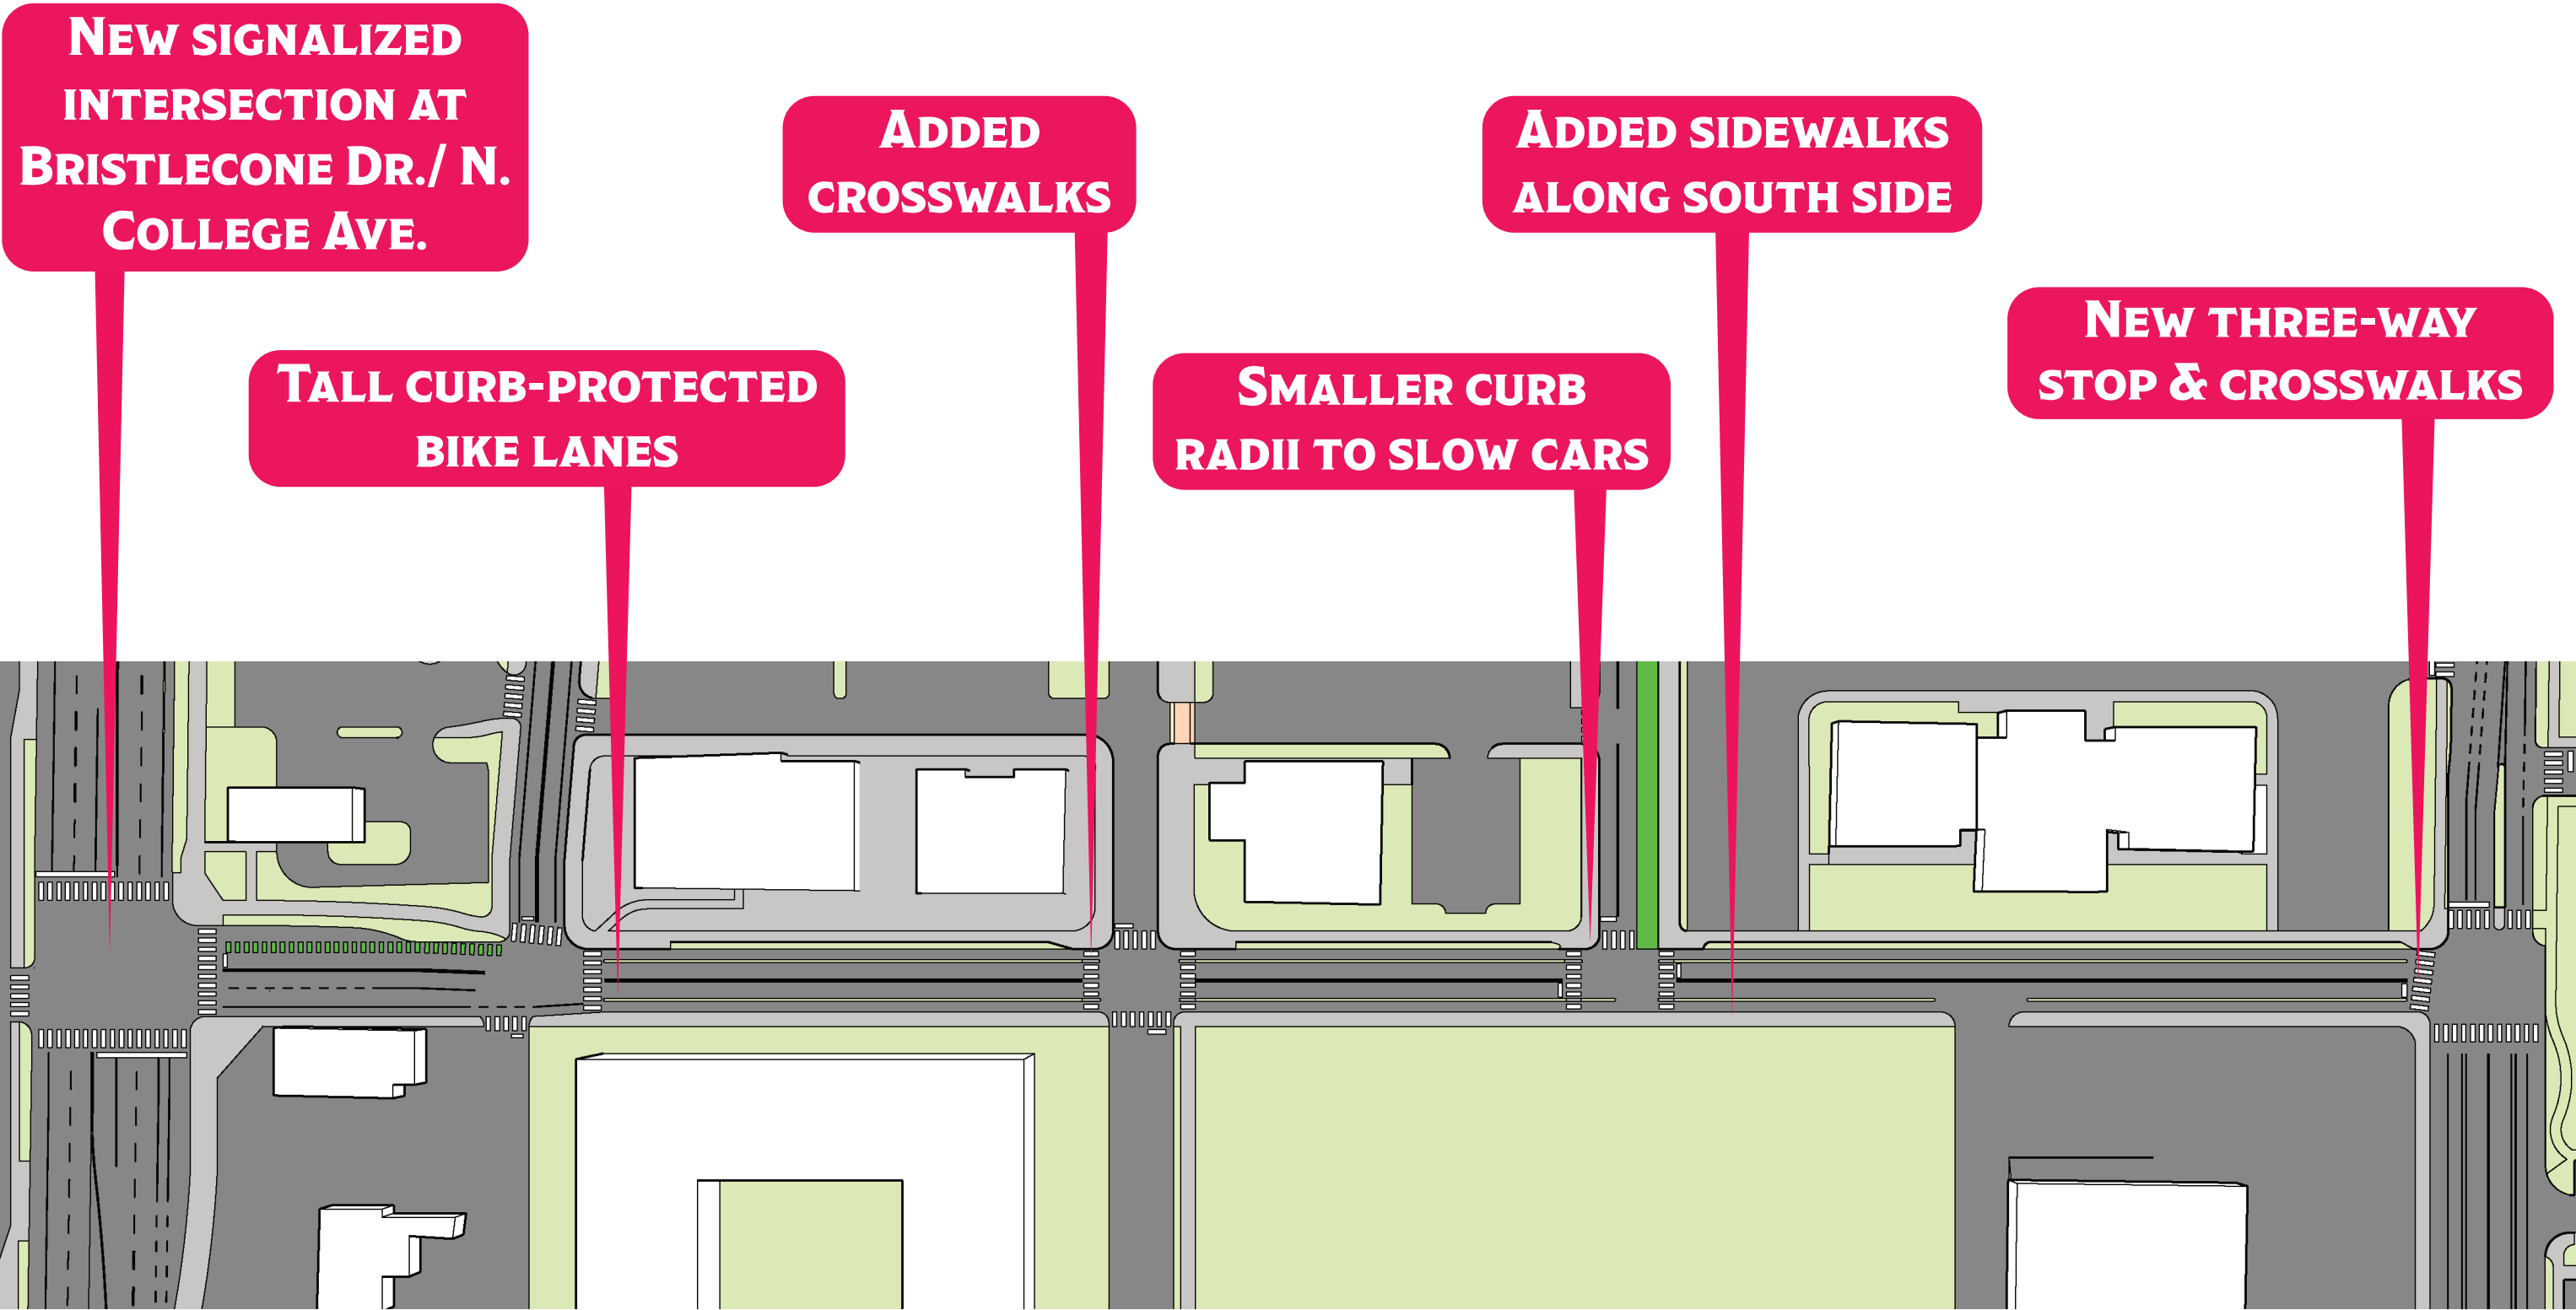 New signalized
intersection at
Bristlecone Dr./ N.
College Ave.
Added
crosswalks
Added sidewalks
along south side
New three-way
stop & crosswalks
Tall curb-protected
bike lanes
Smaller curb
radii to slow cars